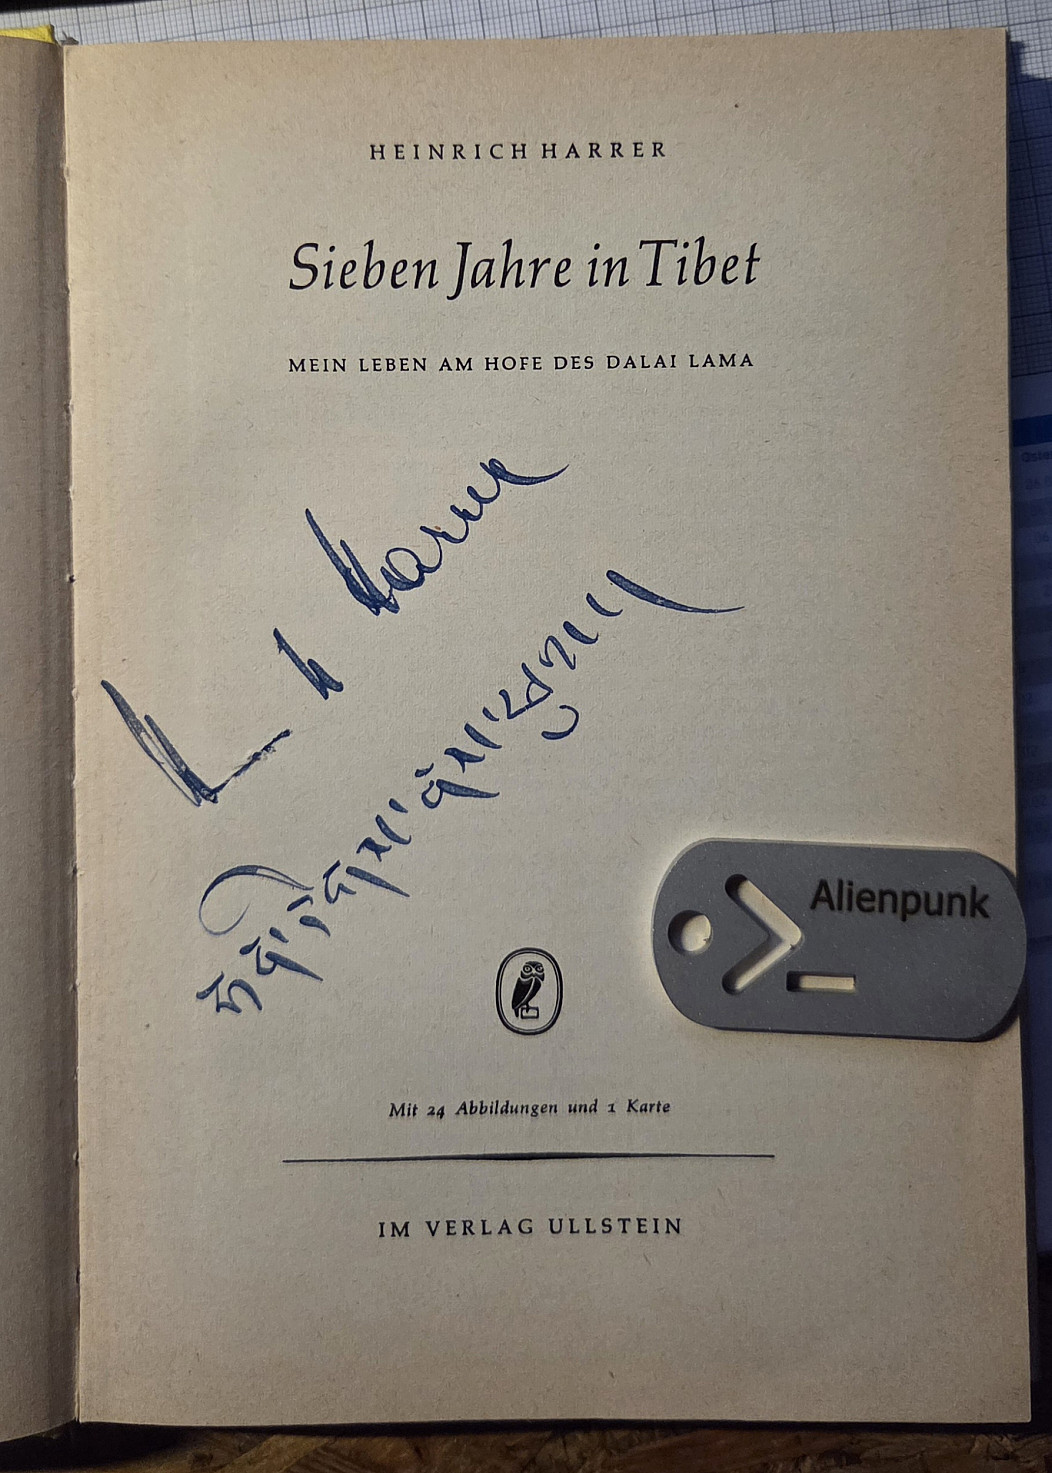 HEINRICH HARRER
Sieben Jahre in Tibet
MEIN LEBEN AM HOFE DES DALAI LAMA
H. Harrer
Alienpunk
Mit 24 Abbildungen und 1 Karte
IM VERLAG ULLSTEIN